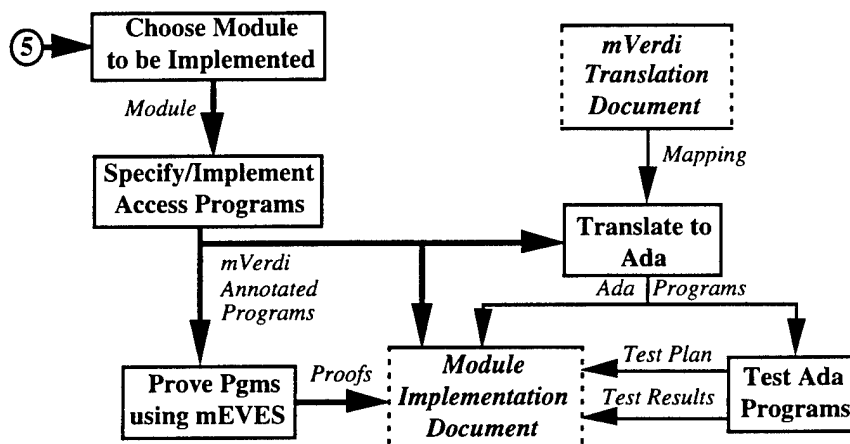 5
Choose Module
to be Implemented
Module
mVerdi
Translation
Document
Mapping
Specify/Implement
Access Programs
Translate to
Ada
mVerdi
Annotated
Programs
Ada Programs
Prove Pgms
using mEVES
Proofs
Module
Implementation
Document
Test Plan
Test Results
Test Ada
Programs